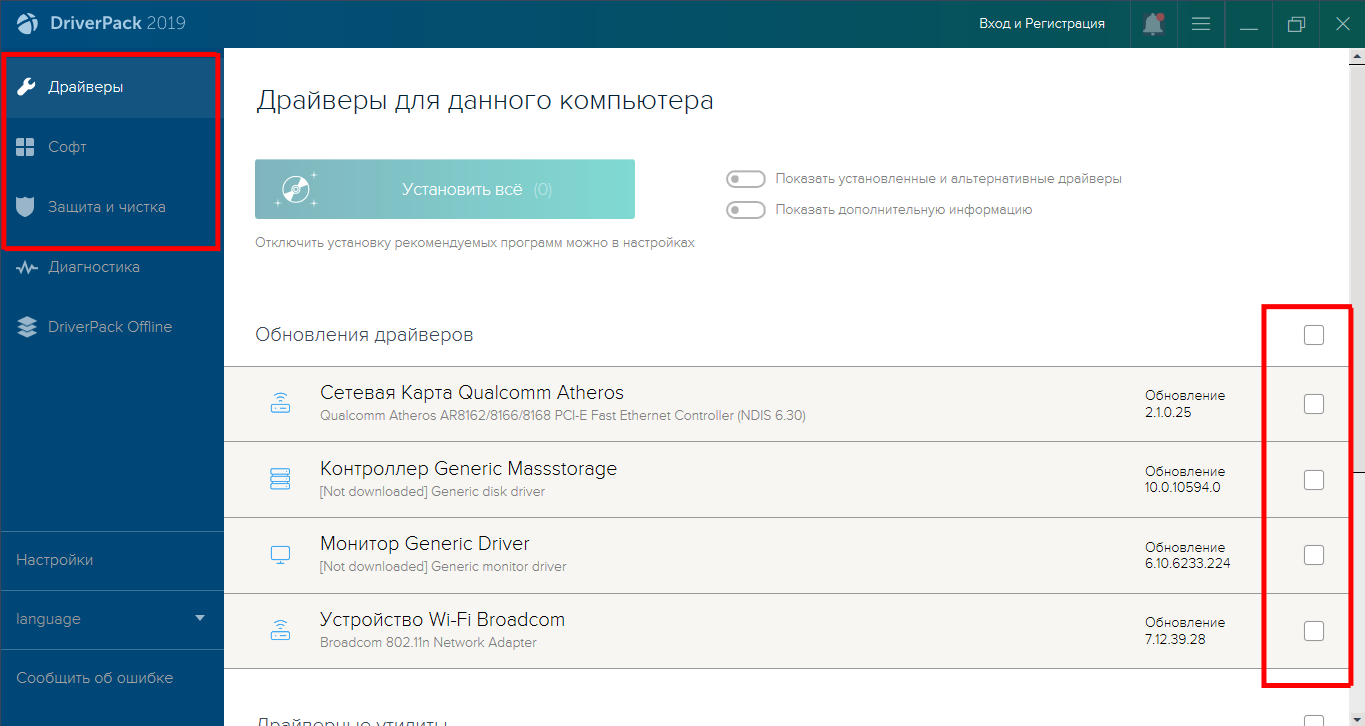 DriverPack 2019
Вход и Регистрация
Драйверы
Софт
Защита и чистка
Диагностика
DriverPack Offline
Настройки
language
Сообщить об ошибке
Драйверы для данного компьютера
Установить всё (0)
Показать установленные и альтернативные драйверы
Показать дополнительную информацию
Отключить установку рекомендуемых программ можно в настройках
Обновления драйверов
Сетевая Карта Qualcomm Atheros
Qualcomm Atheros AR8162/8166/8168 PCI-E Fast Ethernet Controller (NDIS 6.30)
Обновление
2.1.0.25
Контроллер Generic Massstorage
[Not downloaded] Generic disk driver
Обновление
10.0.10594.0
Монитор Generic Driver
[Not downloaded] Generic monitor driver
Обновление
6.10.6233.224
Устройство Wi-Fi Broadcom
Broadcom 802.11n Network Adapter
Обновление
7.12.39.28
Драйверные утилиты